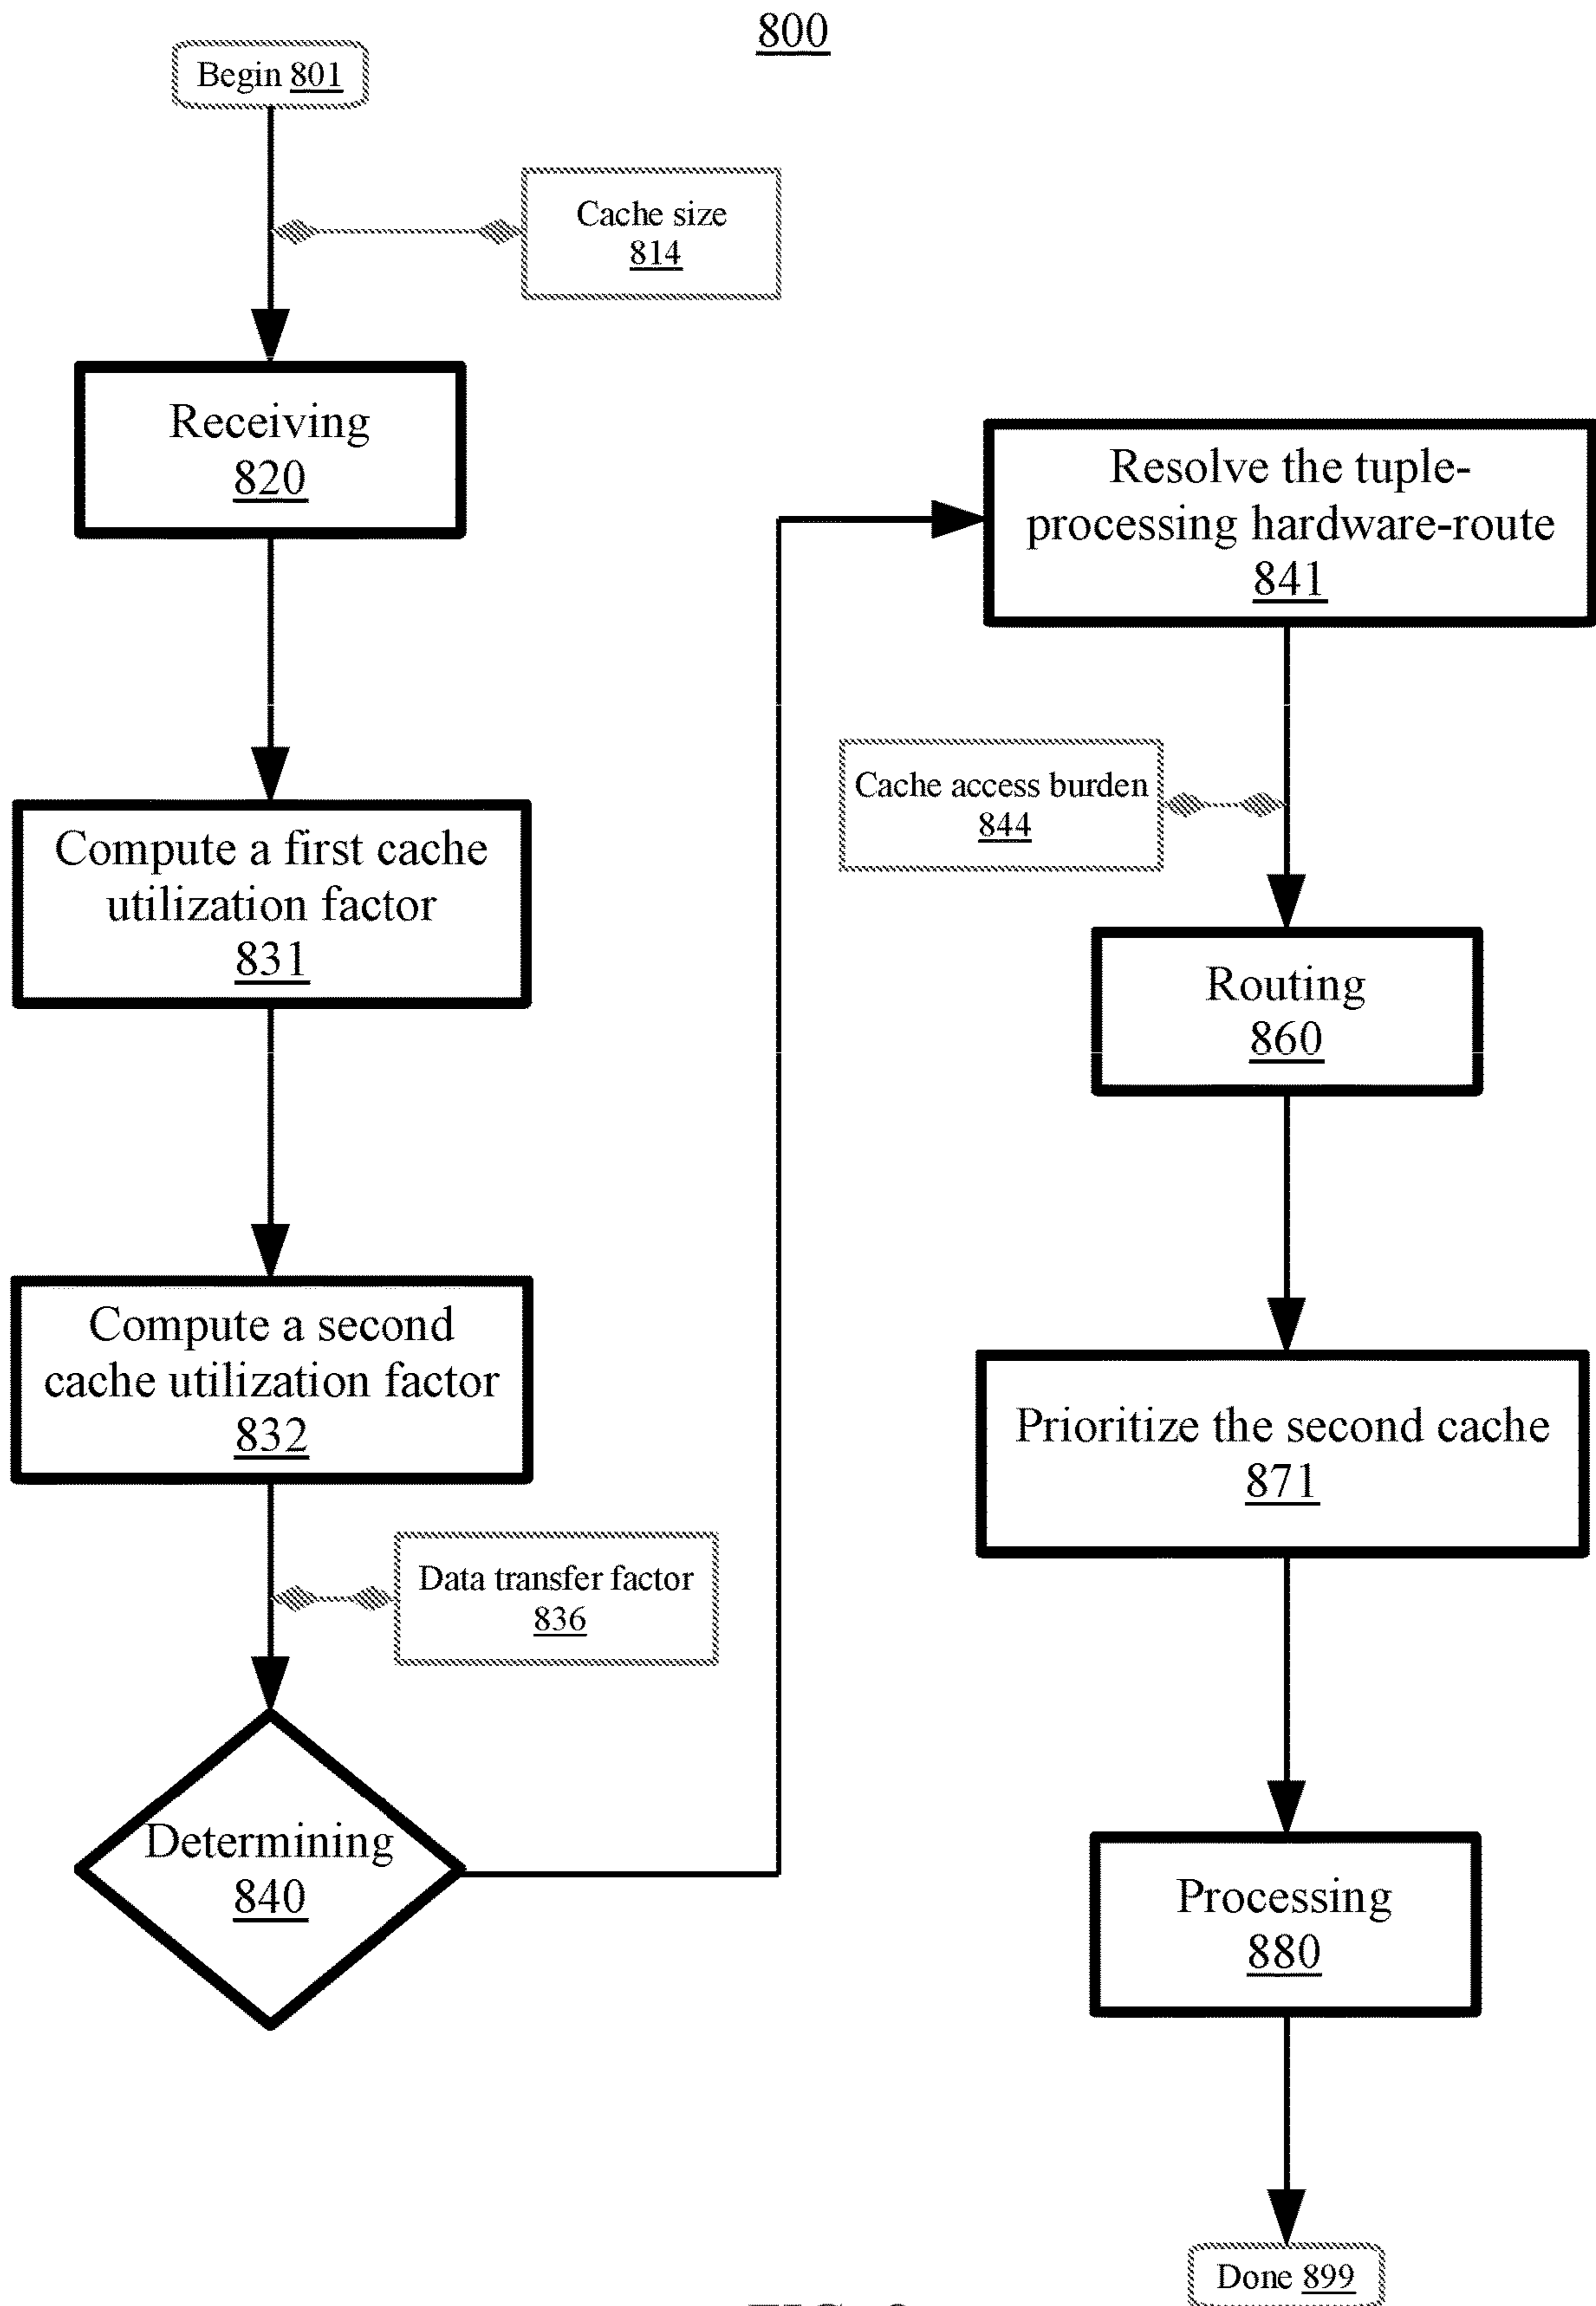 800
Begin 801
Cache size
814
Receiving
820
Compute a first cache
utilization factor
831
Compute a second
cache utilization factor
832
Data transfer factor
836
Determining
840
Resolve the tuple-
processing hardware-route
841
Cache access burden
844
Routing
860
Prioritize the second cache
871
Processing
880
Done 899